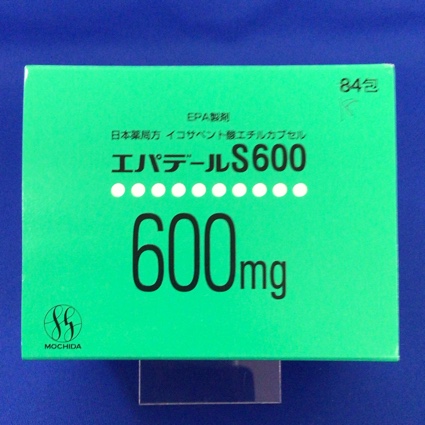 84包
EPA製剤
日本薬局方 イコサペント酸エチルカプセル
エパデールS600
600mg
MOCHIDA